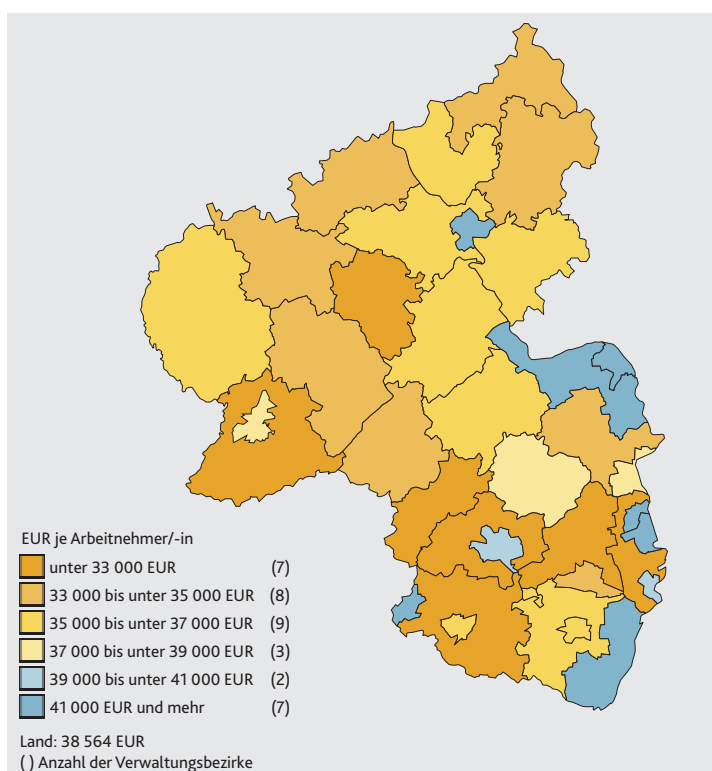 EUR je Arbeitnehmer/-in
unter 33 000 EUR (7)
33 000 bis unter 35 000 EUR (8)
35 000 bis unter 37 000 EUR (9)
37 000 bis unter 39 000 EUR (3)
39 000 bis unter 41 000 EUR (2)
41 000 EUR und mehr (7)
Land: 38 564 EUR
( ) Anzahl der Verwaltungsbezirke